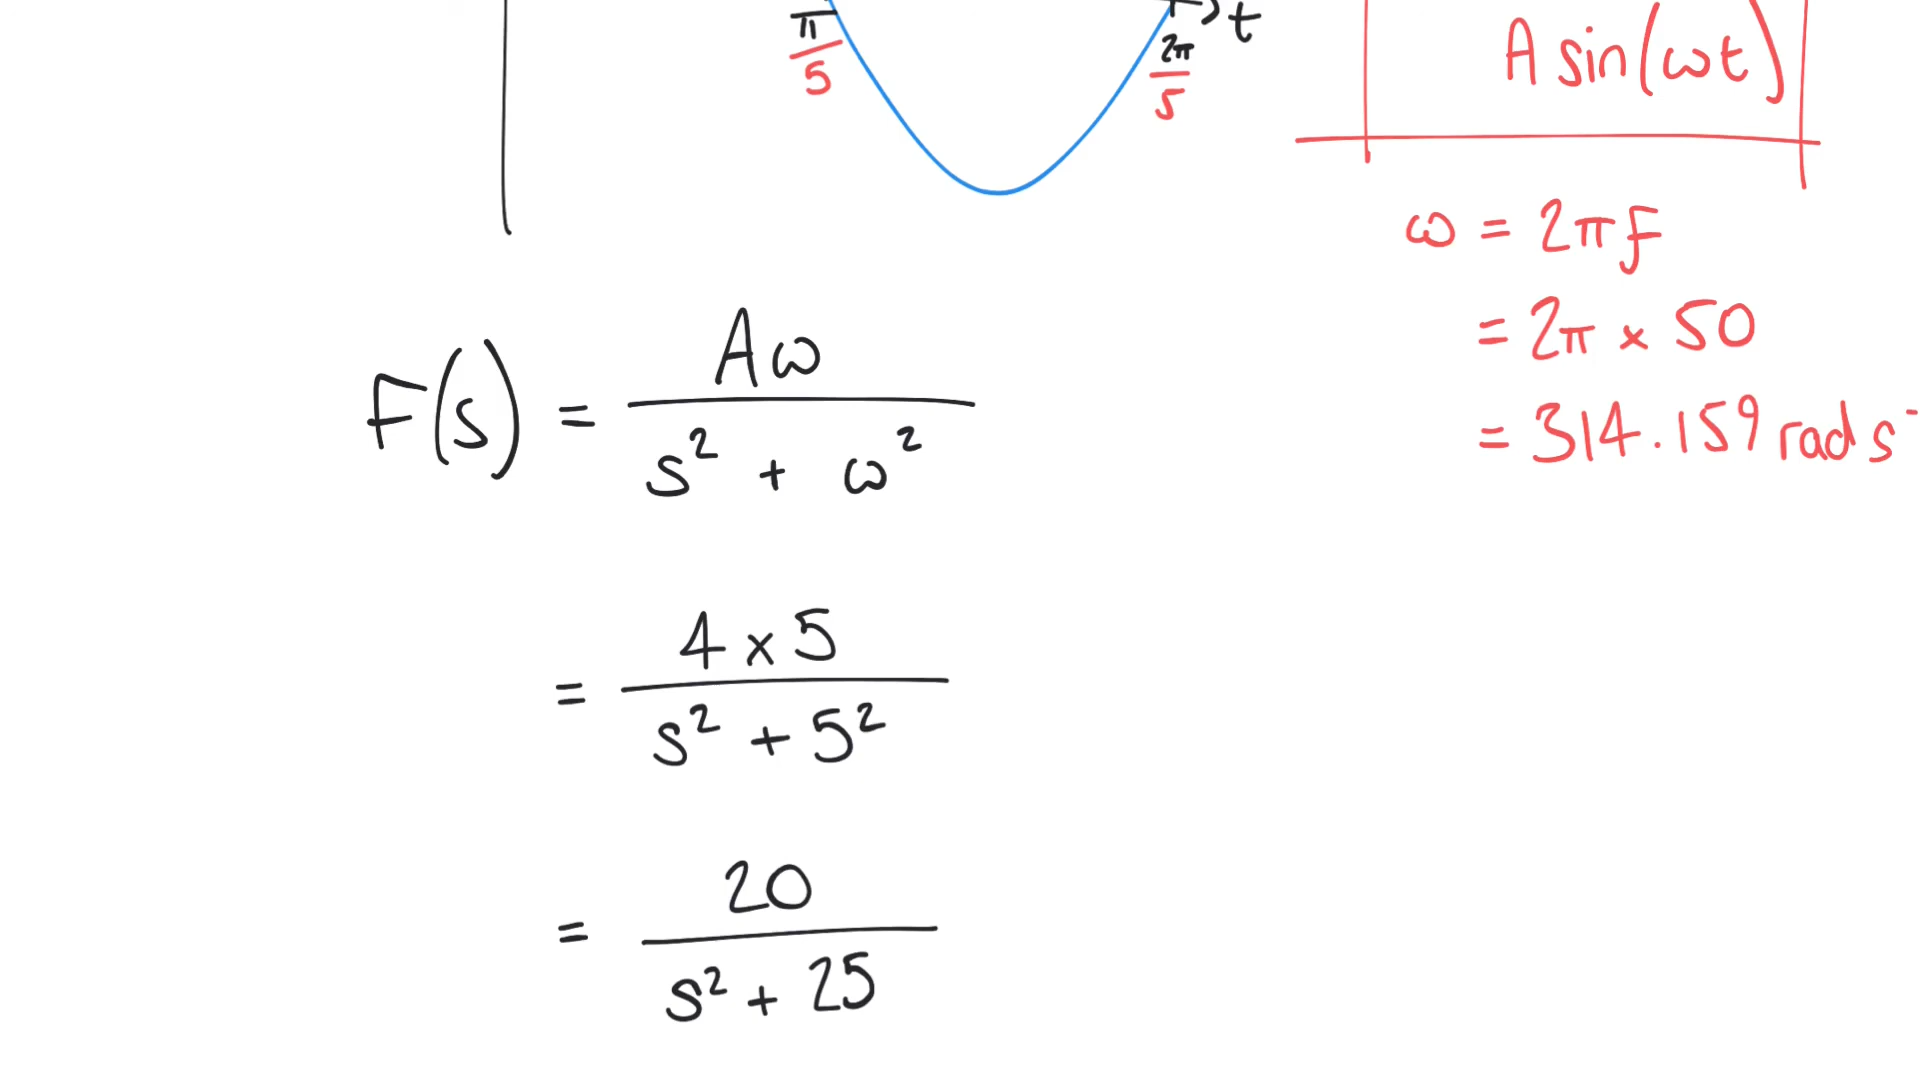 π/5
2π/5
t
A sin(ωt)
ω = 2πf
= 2π × 50
= 314.159 rad s⁻
F(s) = Aω / s² + ω²
= 4 × 5 / s² + 5²
= 20 / s² + 25